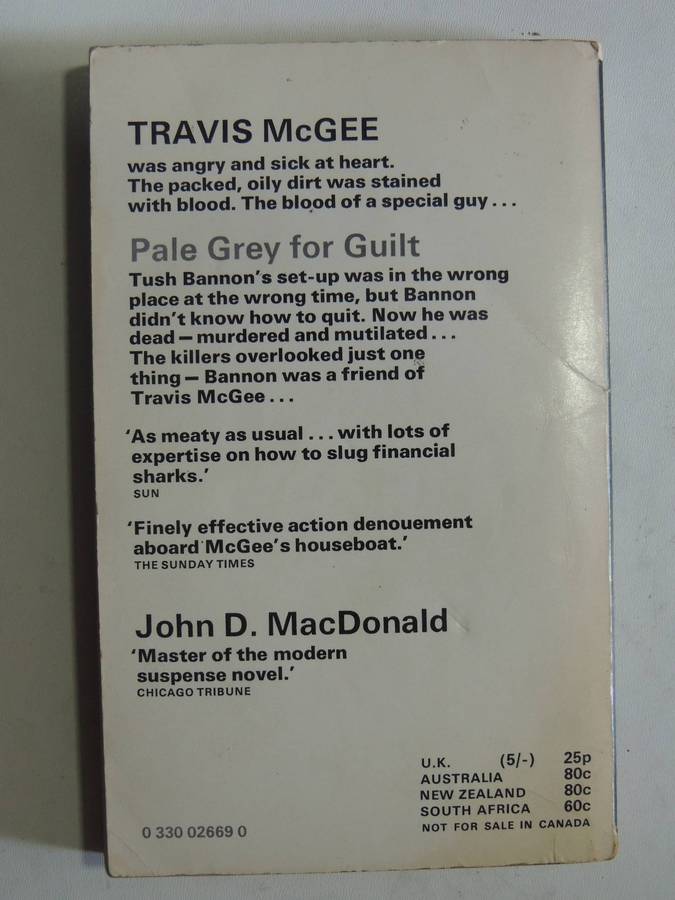 TRAVIS McGEE
was angry and sick at heart.
The packed, oily dirt was stained
with blood. The blood of a special guy ...
Pale Grey for Guilt
Tush Bannon's set-up was in the wrong
place at the wrong time, but Bannon
didn't know how to quit. Now he was
dead – murdered and mutilated ...
The killers overlooked just one
thing – Bannon was a friend of
Travis McGee ...
'As meaty as usual ... with lots of
expertise on how to slug financial
sharks.'
SUN
'Finely effective action denouement
aboard McGee's houseboat.'
THE SUNDAY TIMES
John D. MacDonald
'Master of the modern
suspense novel.'
CHICAGO TRIBUNE
U.K. (5/-) 25p
AUSTRALIA 80c
NEW ZEALAND 80c
SOUTH AFRICA 60c
NOT FOR SALE IN CANADA
0 330 02669 0